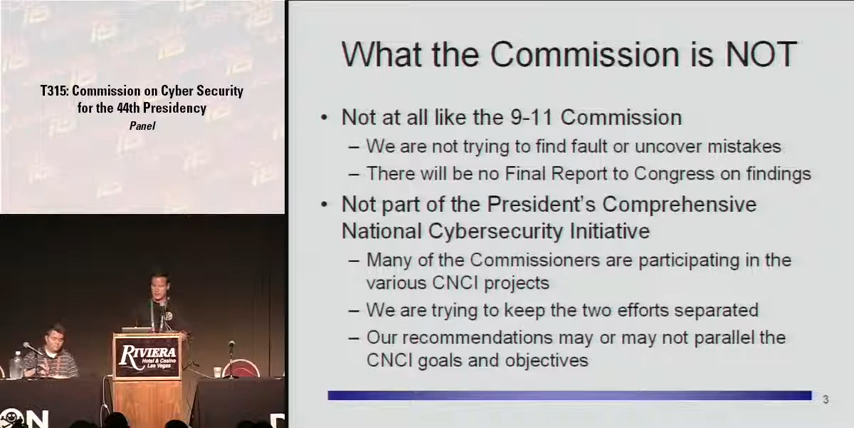 T315: Commission on Cyber Security
for the 44th Presidency
Panel
What the Commission is NOT
• Not at all like the 9-11 Commission
– We are not trying to find fault or uncover mistakes
– There will be no Final Report to Congress on findings
• Not part of the President's Comprehensive
National Cybersecurity Initiative
– Many of the Commissioners are participating in the
various CNCI projects
– We are trying to keep the two efforts separated
– Our recommendations may or may not parallel the
CNCI goals and objectives
3
RIVIERA
Hotel & Casino
Las Vegas
ON